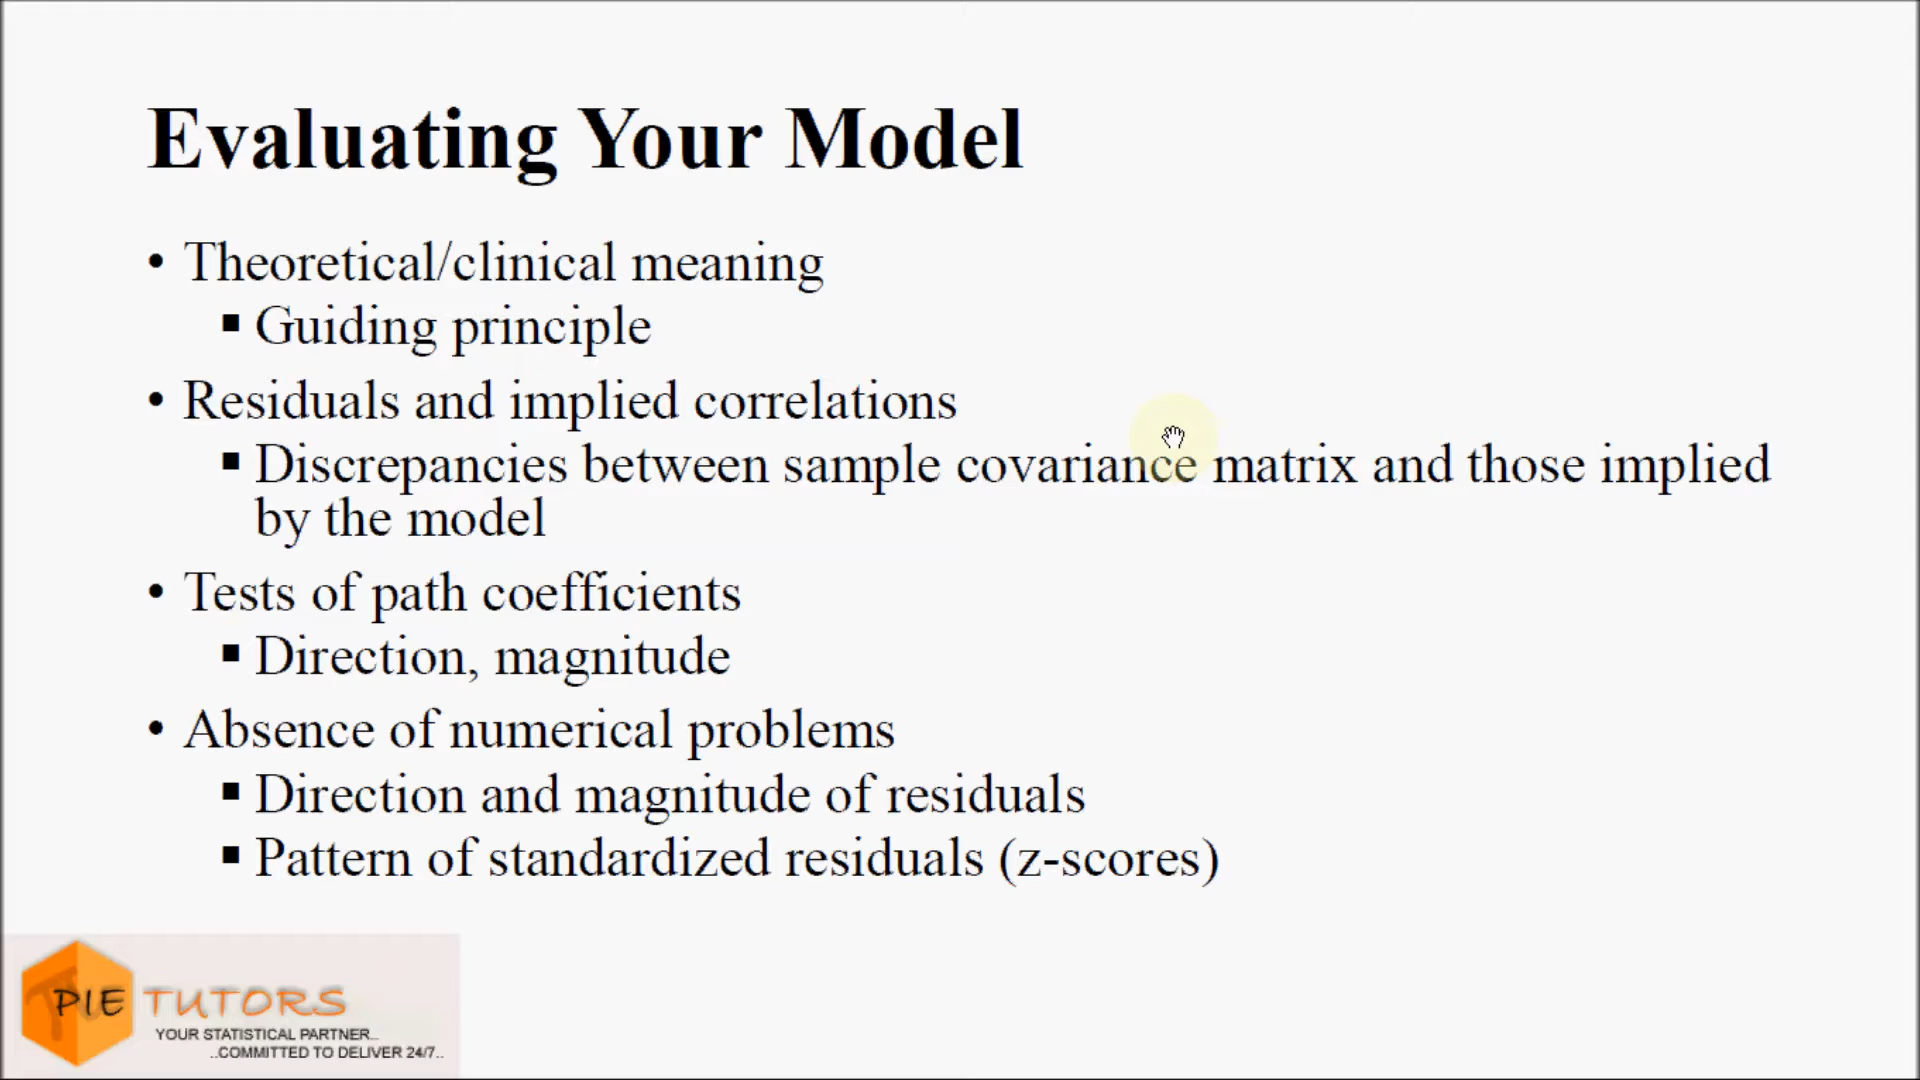 Evaluating Your Model
• Theoretical/clinical meaning
▪ Guiding principle
• Residuals and implied correlations
▪ Discrepancies between sample covariance matrix and those implied
by the model
• Tests of path coefficients
▪ Direction, magnitude
• Absence of numerical problems
▪ Direction and magnitude of residuals
▪ Pattern of standardized residuals (z-scores)
PIE TUTORS
YOUR STATISTICAL PARTNER...
..COMMITTED TO DELIVER 24/7..